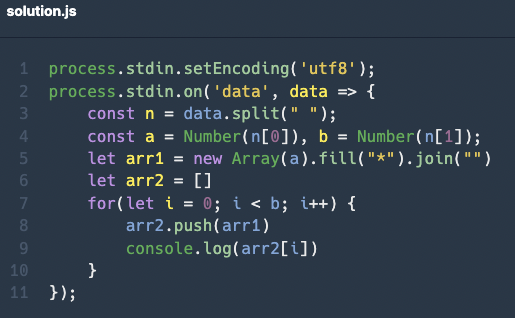 solution.js
1 process.stdin.setEncoding('utf8');
2 process.stdin.on('data', data => {
3     const n = data.split(" ");
4     const a = Number(n[0]), b = Number(n[1]);
5     let arr1 = new Array(a).fill("*").join("")
6     let arr2 = []
7     for(let i = 0; i < b; i++) {
8         arr2.push(arr1)
9         console.log(arr2[i])
10     }
11 });